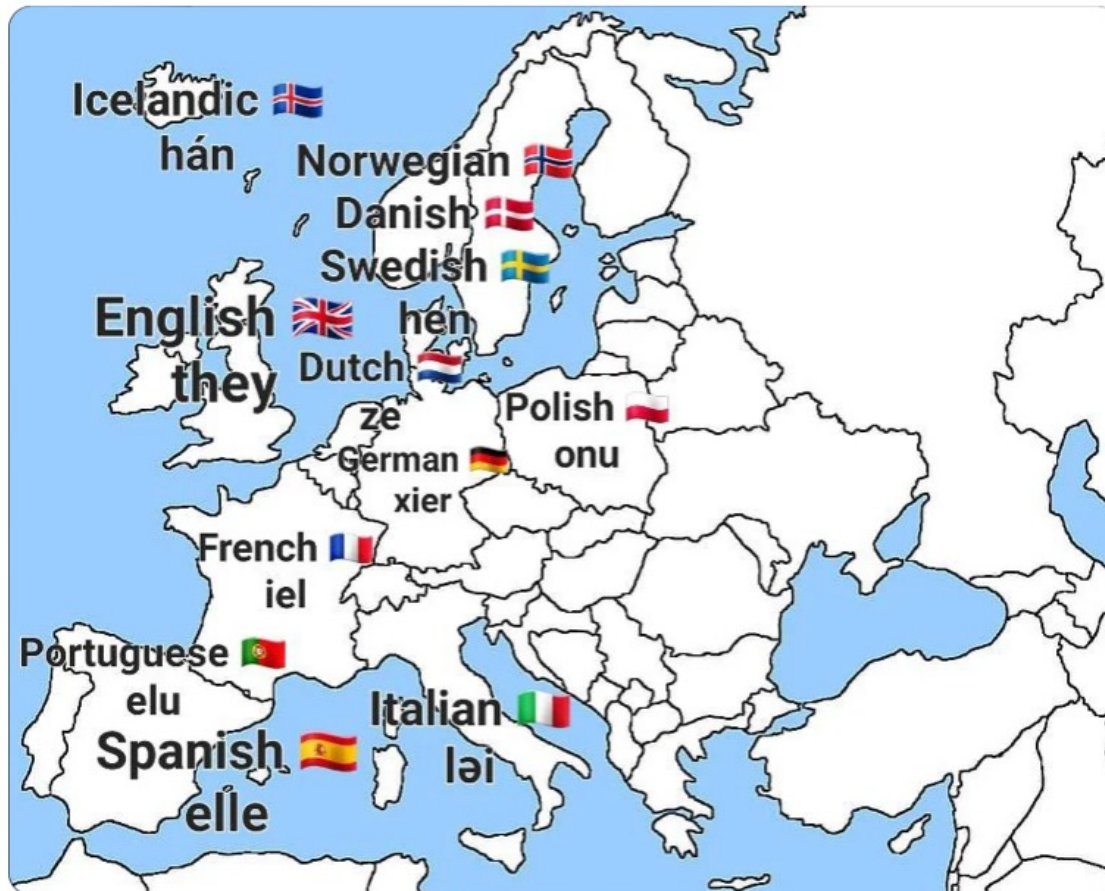 Icelandic 🇮🇸
hán
Norwegian 🇳🇴
Danish 🇩🇰
Swedish 🇸🇪
hen
English 🇬🇧
they
Dutch 🇳🇱
ze
Polish 🇵🇱
onu
German 🇩🇪
xier
French 🇫🇷
iel
Portuguese 🇵🇹
elu
Spanish 🇪🇸
elle
Italian 🇮🇹
ləi